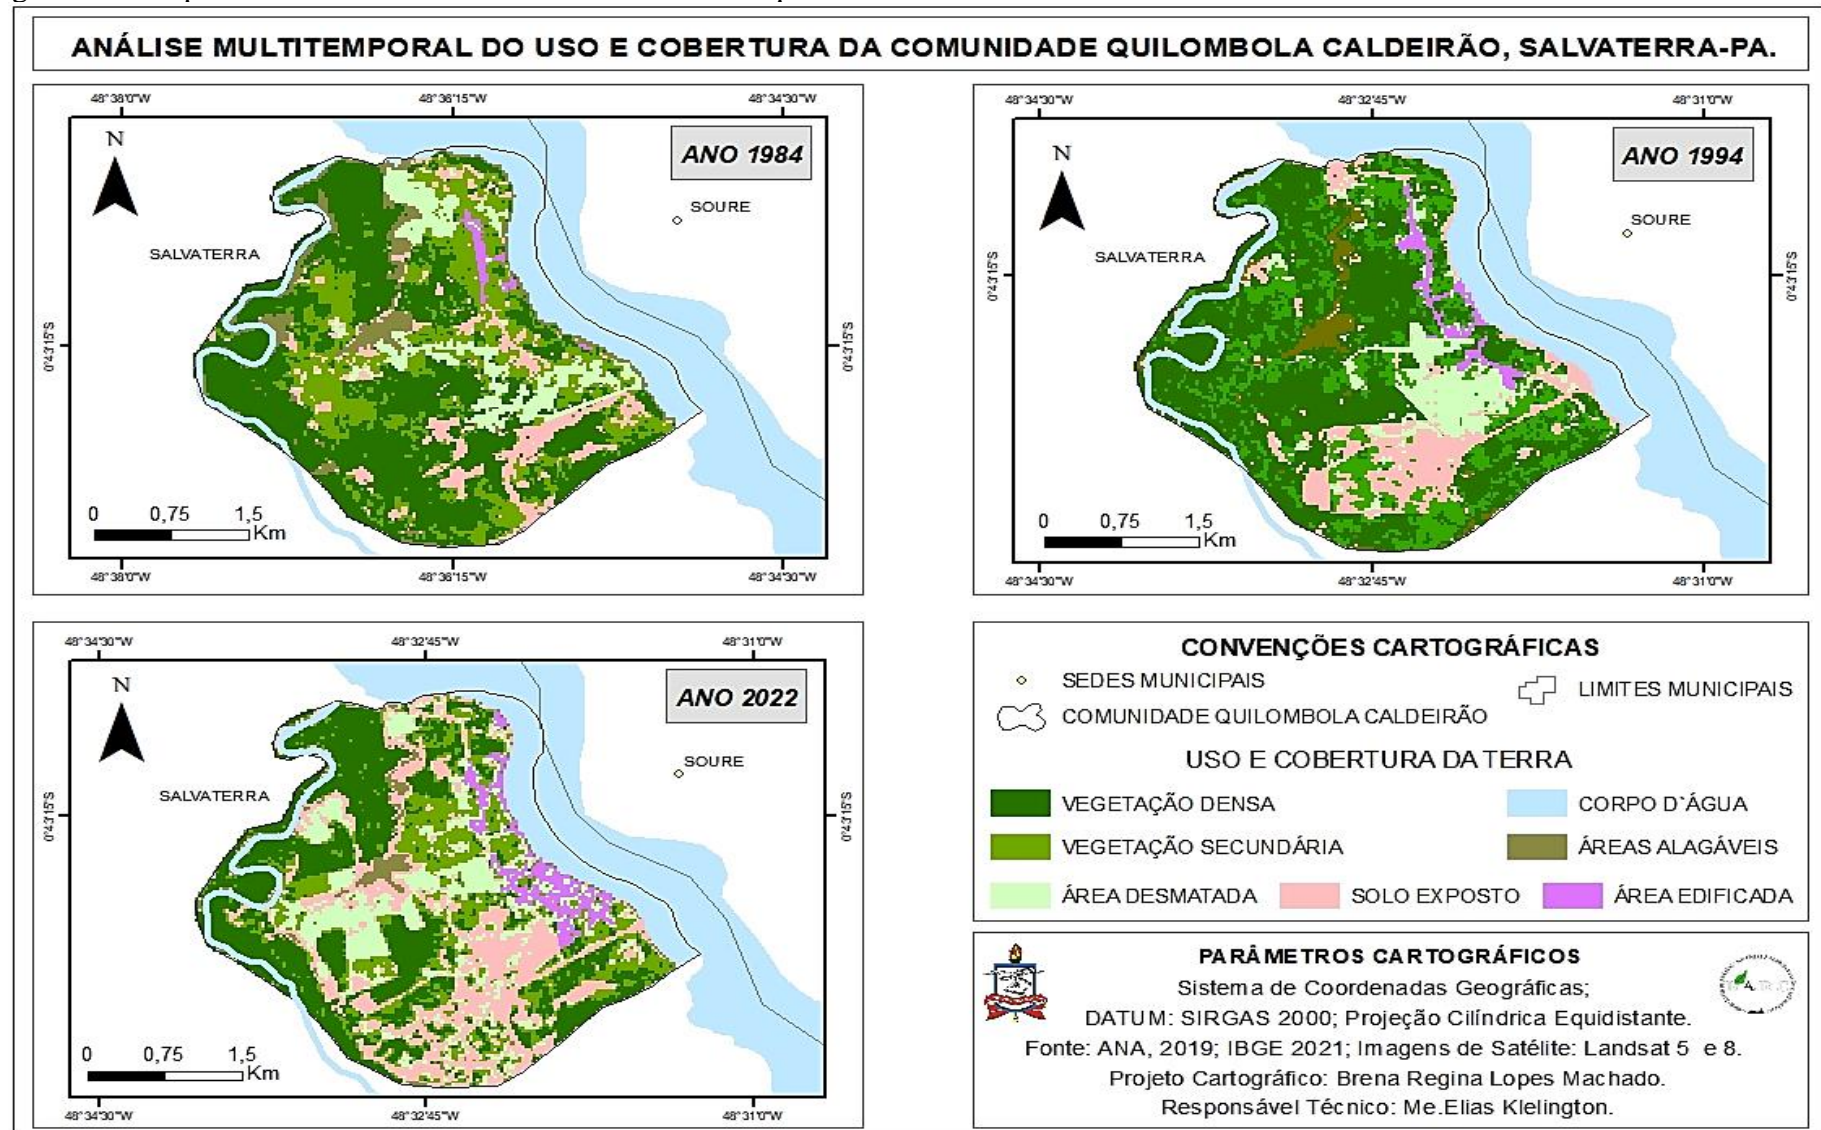 ANÁLISE MULTITEMPORAL DO USO E COBERTURA DA COMUNIDADE QUILOMBOLA CALDEIRÃO, SALVATERRA-PA.
48°38'0"W 48°36'15"W 48°34'30"W
N
ANO 1984
SOURE
SALVATERRA
0°43'15"S 0°43'15"S
0 0,75 1,5
Km
48°38'0"W 48°36'15"W 48°34'30"W
48°34'30"W 48°32'45"W 48°31'0"W
N
ANO 1994
SOURE
SALVATERRA
0°43'15"S 0°43'15"S
0 0,75 1,5
Km
48°34'30"W 48°32'45"W 48°31'0"W
48°34'30"W 48°32'45"W 48°31'0"W
N
ANO 2022
SOURE
SALVATERRA
0°43'15"S 0°43'15"S
0 0,75 1,5
Km
48°34'30"W 48°32'45"W 48°31'0"W
CONVENÇÕES CARTOGRÁFICAS
SEDES MUNICIPAIS LIMITES MUNICIPAIS
COMUNIDADE QUILOMBOLA CALDEIRÃO
USO E COBERTURA DA TERRA
VEGETAÇÃO DENSA CORPO D`ÁGUA
VEGETAÇÃO SECUNDÁRIA ÁREAS ALAGÁVEIS
ÁREA DESMATADA SOLO EXPOSTO ÁREA EDIFICADA
PARÂMETROS CARTOGRÁFICOS
Sistema de Coordenadas Geográficas;
DATUM: SIRGAS 2000; Projeção Cilíndrica Equidistante.
Fonte: ANA, 2019; IBGE 2021; Imagens de Satélite: Landsat 5 e 8.
Projeto Cartográfico: Brena Regina Lopes Machado.
Responsável Técnico: Me.Elias Klelington.